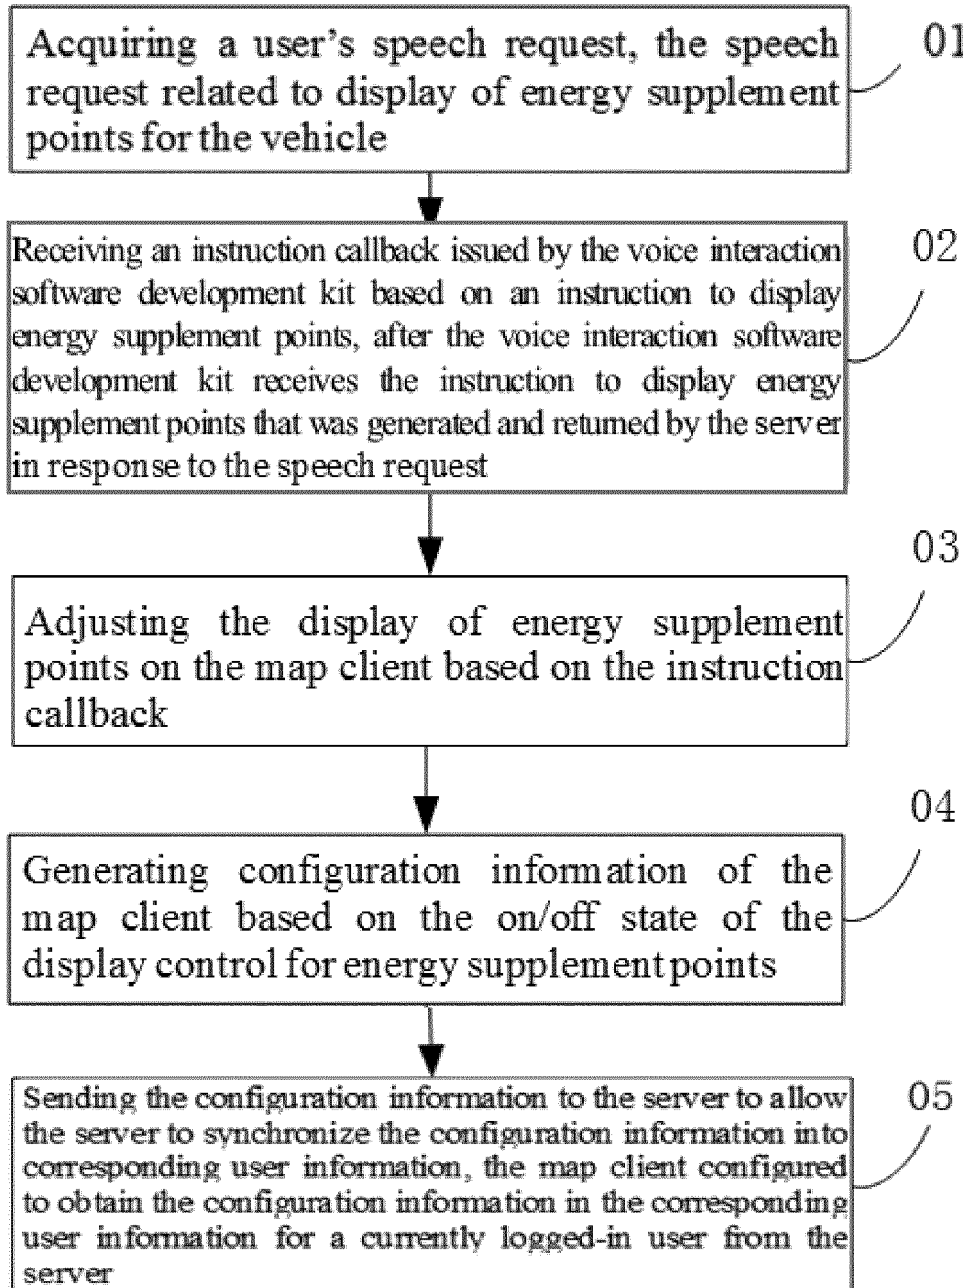 Acquiring a user's speech request, the speech
request related to display of energy supplement
points for the vehicle
01
Receiving an instruction callback issued by the voice interaction
software development kit based on an instruction to display
energy supplement points, after the voice interaction software
development kit receives the instruction to display energy
supplement points that was generated and returned by the server
in response to the speech request
02
Adjusting the display of energy supplement
points on the map client based on the instruction
callback
03
Generating configuration information of the
map client based on the on/off state of the
display control for energy supplement points
04
Sending the configuration information to the server to allow
the server to synchronize the configuration information into
corresponding user information, the map client configured
to obtain the configuration information in the corresponding
user information for a currently logged-in user from the
server
05